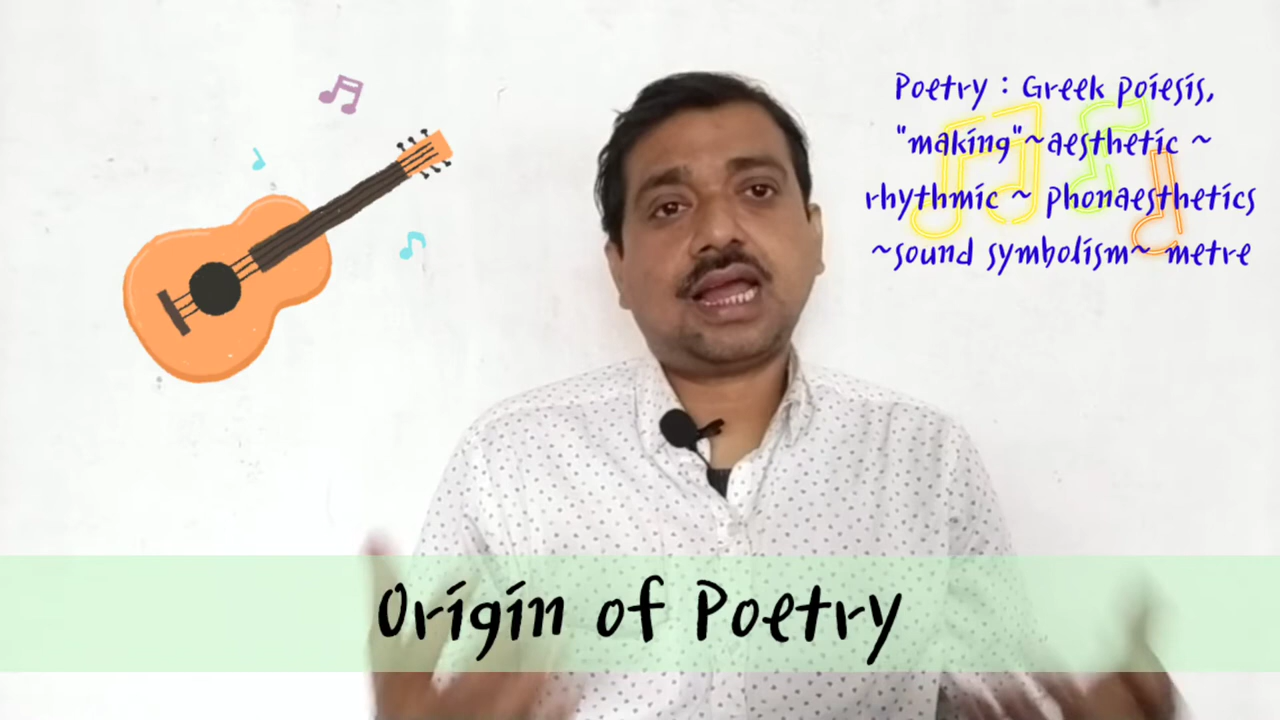 Poetry : Greek poiesis,
"making"~aesthetic ~
rhythmic ~ phonaesthetics
~sound symbolism~ metre
Origin of Poetry